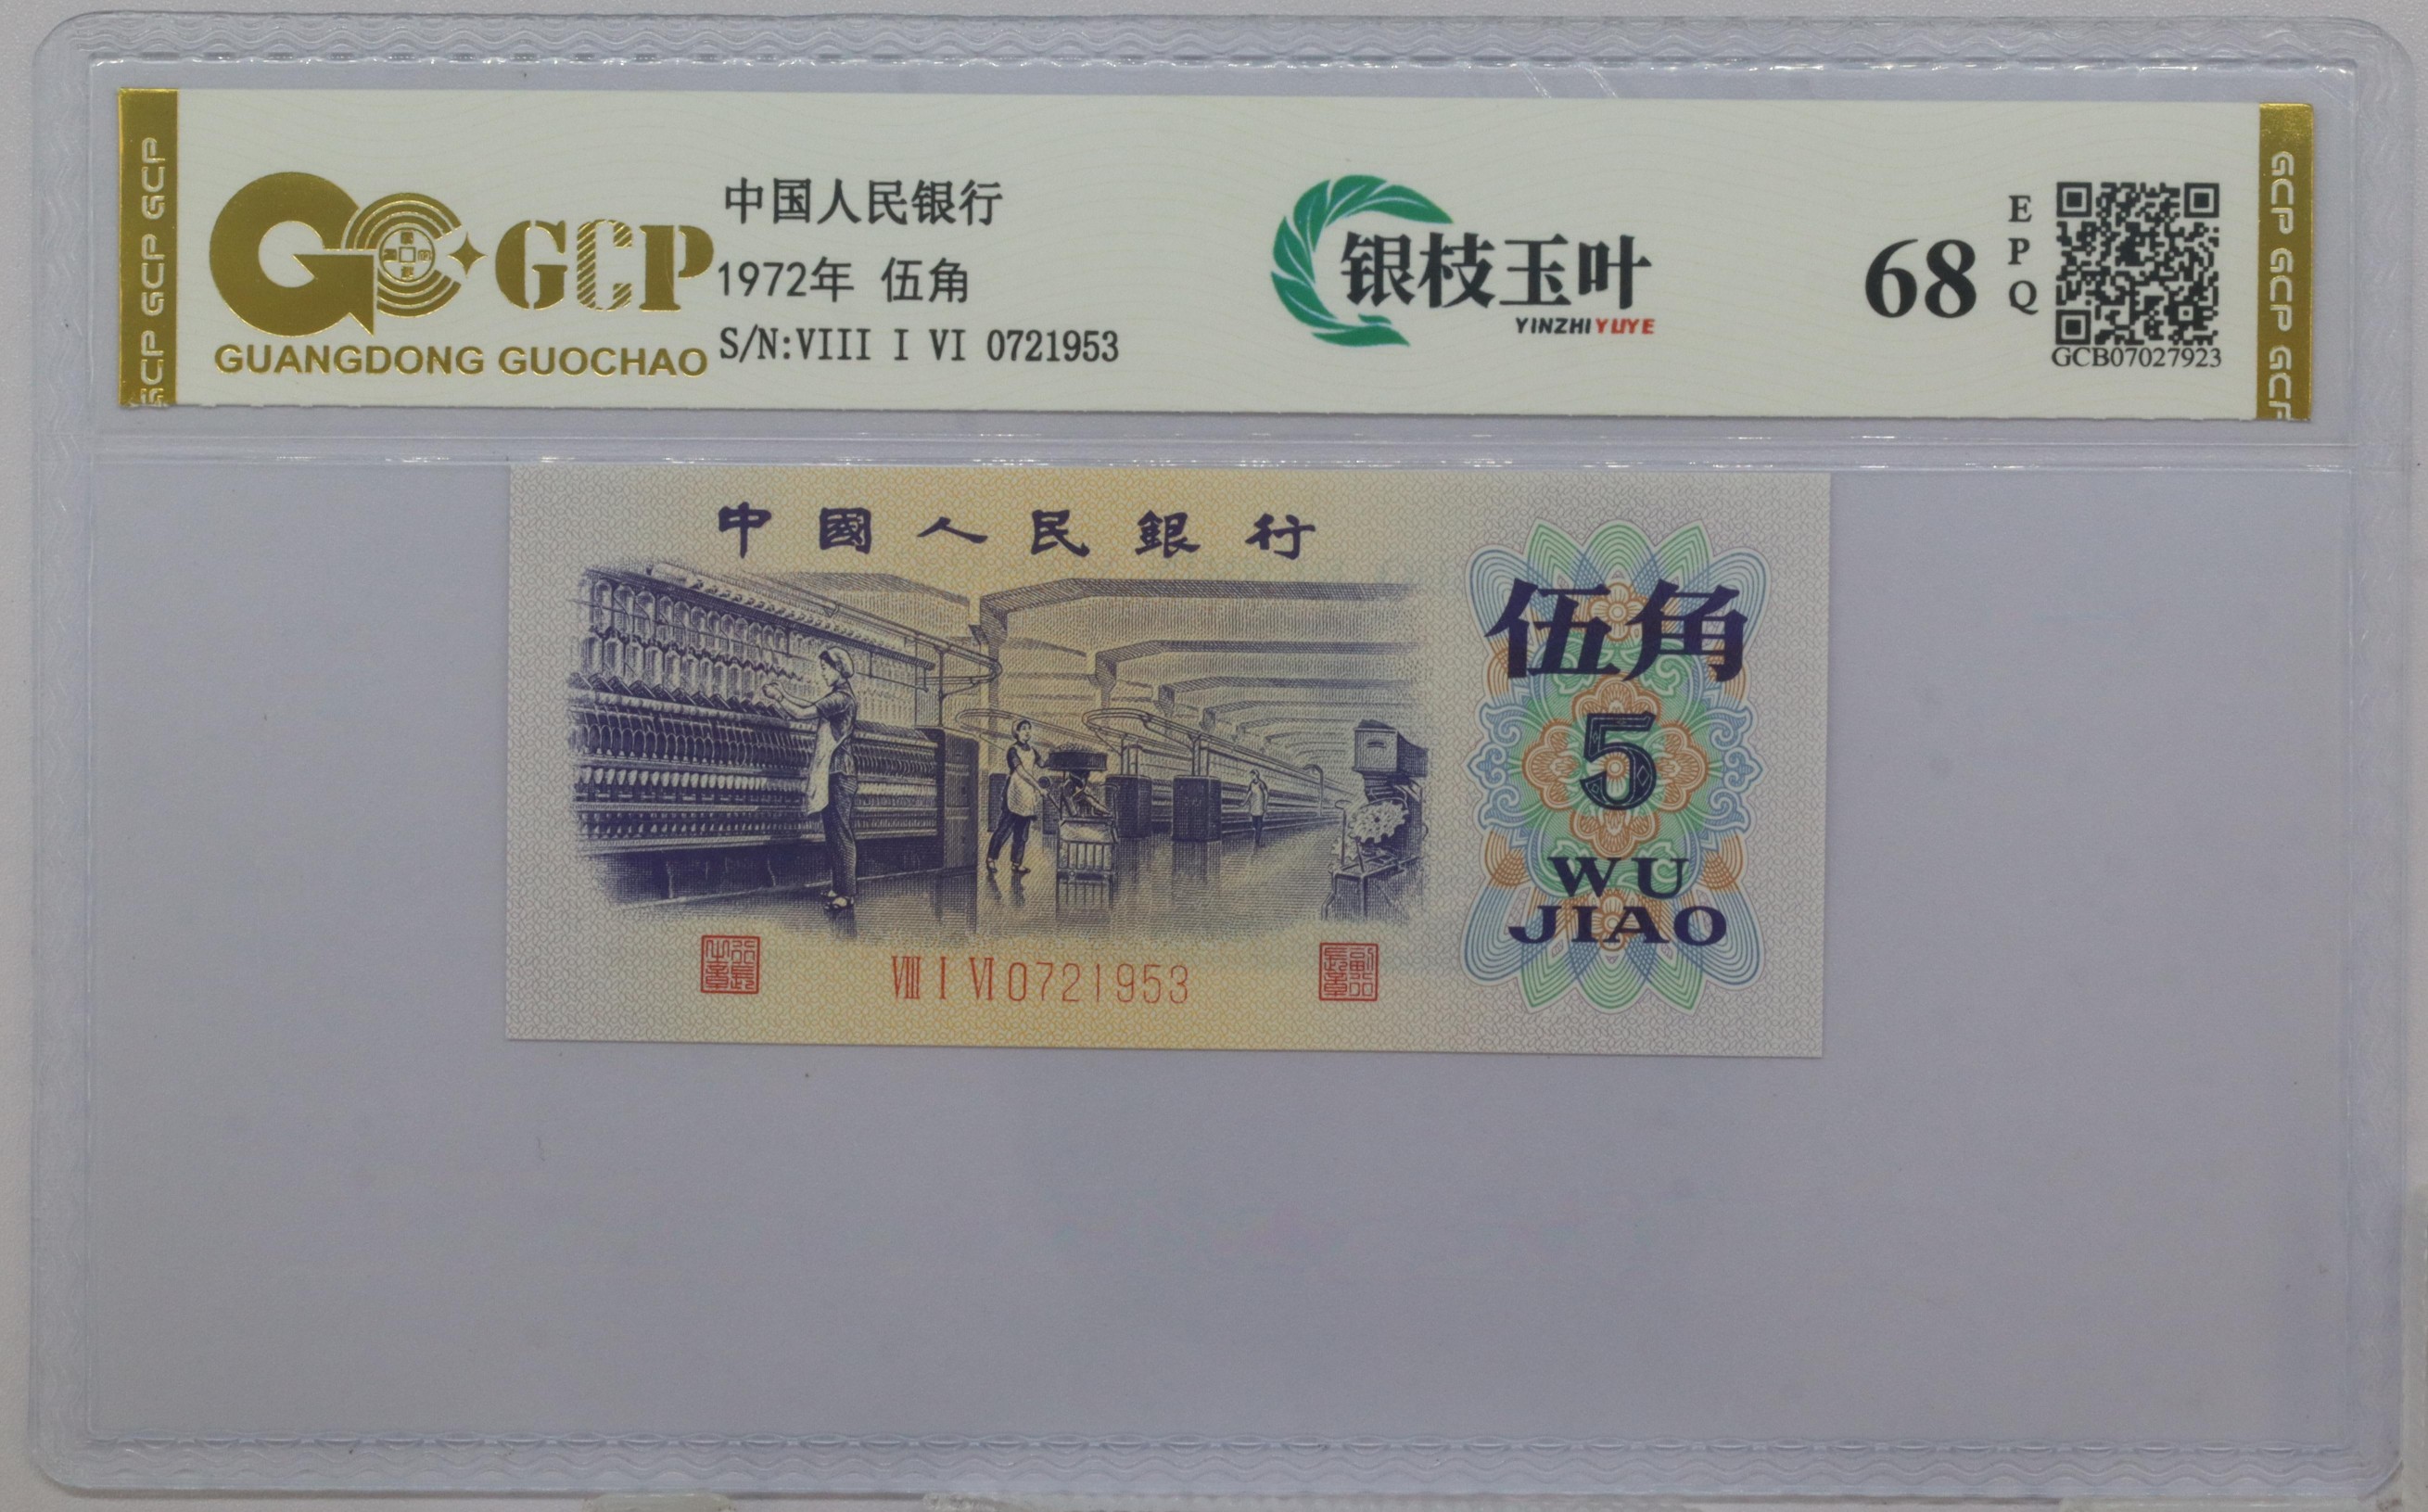 GCP GCP GCP GCP
GCP
GUANGDONG GUOCHAO
中国人民银行
1972年 伍角
S/N:VIII I VI 0721953
银枝玉叶
YINZHIYUYE
68
EPQ
GCB07027923
GCP GCP GCP
中國人民銀行
伍角
5
WU
JIAO
VIII I VI 0721953